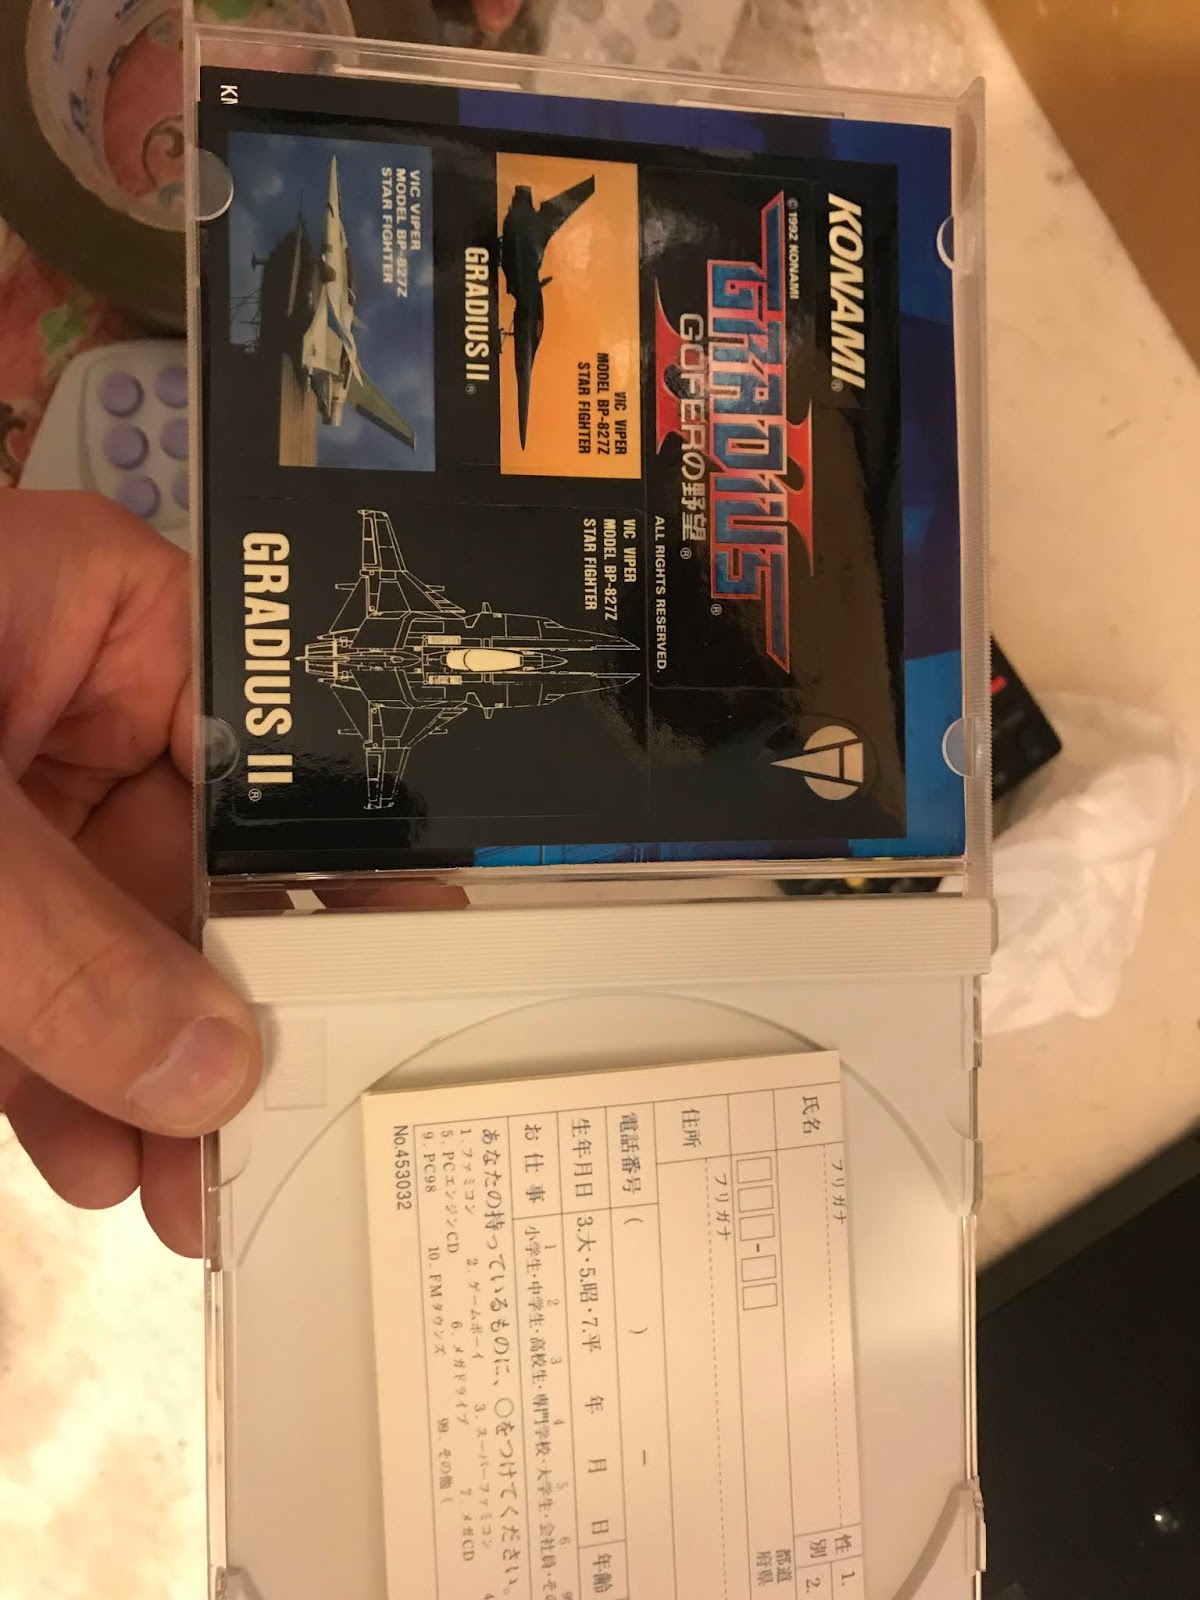 KONAMI®
©1992 KONAMI
GRADIUS II®
GOFERの野望®
ALL RIGHTS RESERVED.
VIC VIPER
MODEL BP-827Z
STAR FIGHTER
GRADIUS II®
VIC VIPER
MODEL BP-827Z
STAR FIGHTER
VIC VIPER
MODEL BP-827Z
STAR FIGHTER
GRADIUS II®
フリガナ
氏名
性別
1.
2.
□□□-□□
都道府県
フリガナ
住所
電話番号 ( ) −
生年月日 3.大・5.昭・7.平 年 月 日 年齢
お仕事 1 2 3 4 5 6
小学生・中学生・高校生・専門学校・大学生・会社員・そ
あなたの持っているものに、○をつけてください。
1. ファミコン 2. ゲームボーイ 3. スーパーファミコン 4
5. PCエンジンCD 6. メガドライブ 7. メガCD
9. PC98 10. FMタウンズ 99. その他 (
No.453032